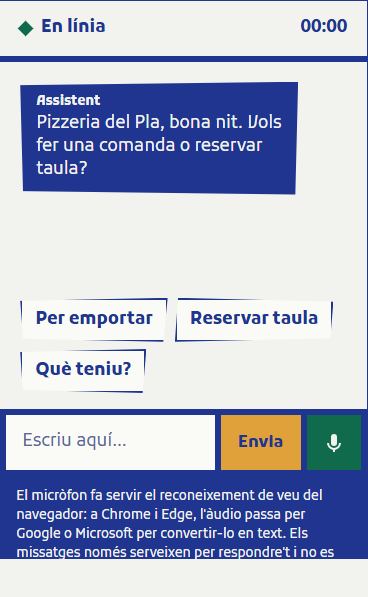 En línia
00:00
Assistent
Pizzeria del Pla, bona nit. Vols
fer una comanda o reservar
taula?
Per emportar
Reservar taula
Què teniu?
Escriu aquí...
Envia
El micròfon fa servir el reconeixement de veu del
navegador: a Chrome i Edge, l'àudio passa per
Google o Microsoft per convertir-lo en text. Els
missatges només serveixen per respondre't i no es